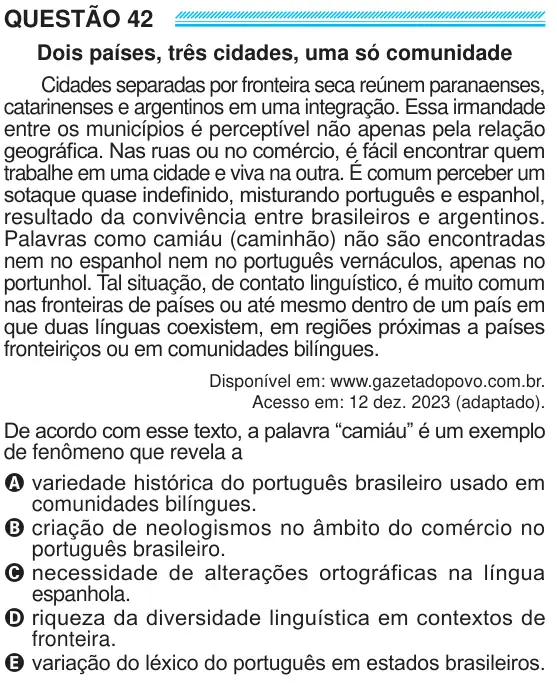 QUESTÃO 42
Dois países, três cidades, uma só comunidade
Cidades separadas por fronteira seca reúnem paranaenses,
catarinenses e argentinos em uma integração. Essa irmandade
entre os municípios é perceptível não apenas pela relação
geográfica. Nas ruas ou no comércio, é fácil encontrar quem
trabalhe em uma cidade e viva na outra. É comum perceber um
sotaque quase indefinido, misturando português e espanhol,
resultado da convivência entre brasileiros e argentinos.
Palavras como camiáu (caminhão) não são encontradas
nem no espanhol nem no português vernáculos, apenas no
portunhol. Tal situação, de contato linguístico, é muito comum
nas fronteiras de países ou até mesmo dentro de um país em
que duas línguas coexistem, em regiões próximas a países
fronteiriços ou em comunidades bilíngues.
Disponível em: www.gazetadopovo.com.br.
Acesso em: 12 dez. 2023 (adaptado).
De acordo com esse texto, a palavra “camiáu” é um exemplo
de fenômeno que revela a
A variedade histórica do português brasileiro usado em
comunidades bilíngues.
B criação de neologismos no âmbito do comércio no
português brasileiro.
C necessidade de alterações ortográficas na língua
espanhola.
D riqueza da diversidade linguística em contextos de
fronteira.
E variação do léxico do português em estados brasileiros.